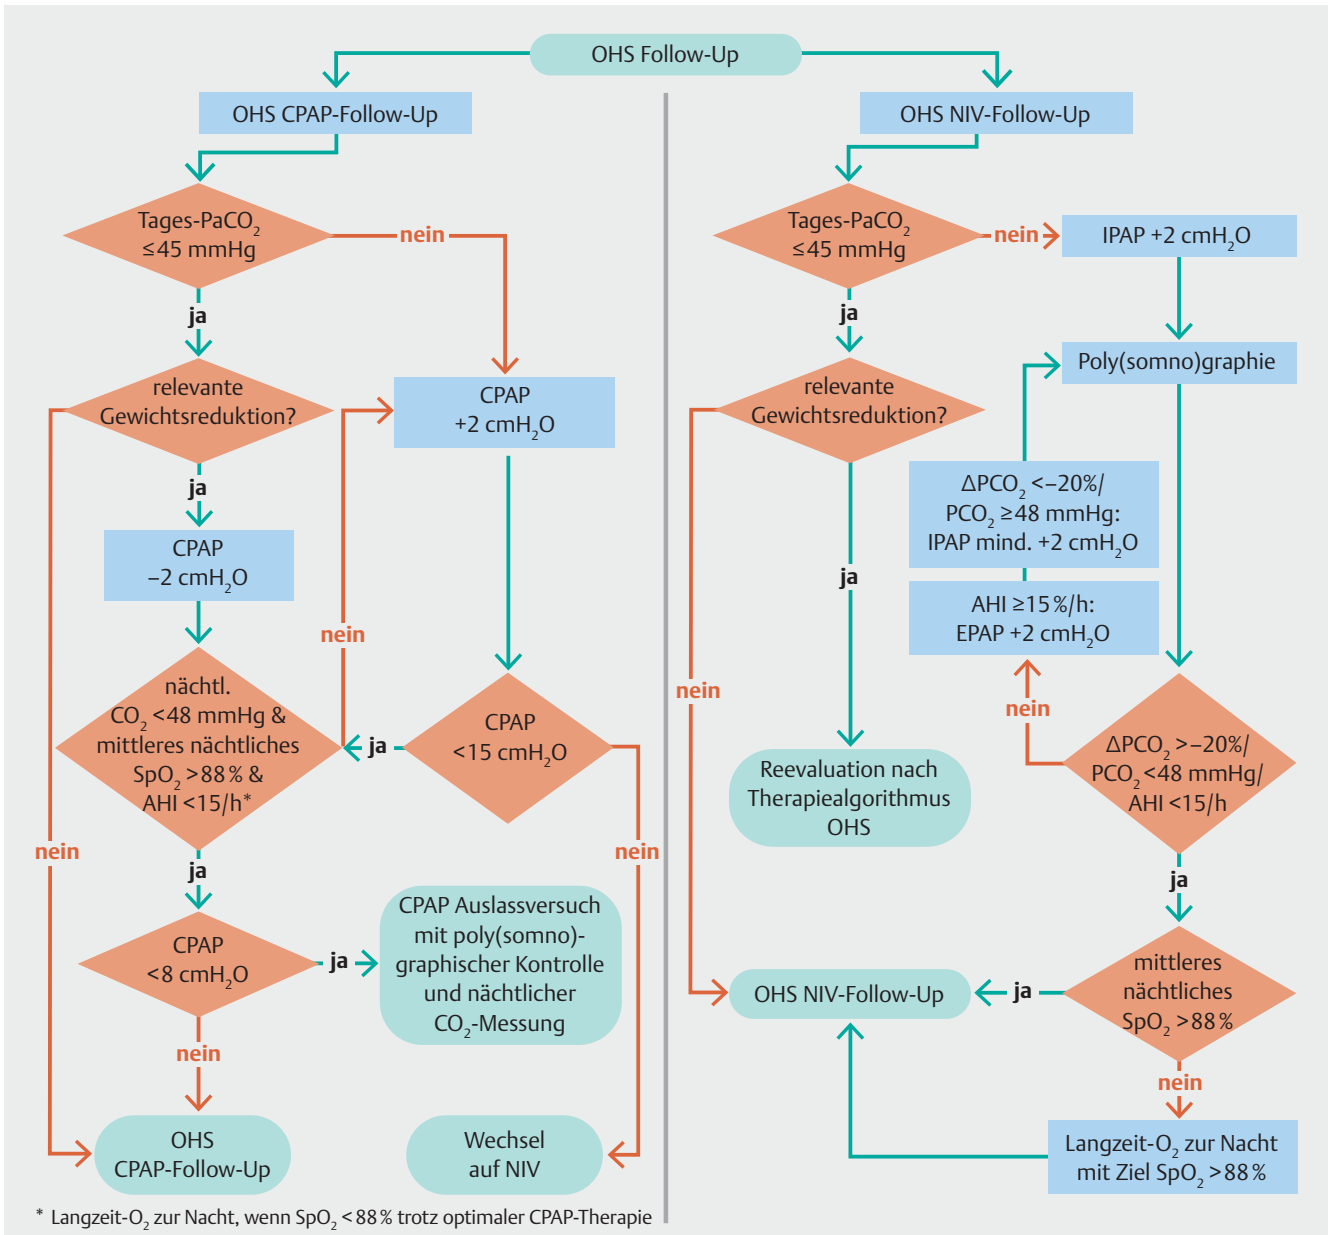 OHS Follow-Up
OHS CPAP-Follow-Up
Tages-PaCO₂
≤45 mmHg
nein
ja
relevante
Gewichtsreduktion?
ja
CPAP
+2 cmH₂O
CPAP
−2 cmH₂O
nein
nächtl.
CO₂ <48 mmHg &
mittleres nächtliches
SpO₂ >88% &
AHI <15/h*
ja
CPAP
<15 cmH₂O
nein
nein
ja
CPAP
<8 cmH₂O
ja
CPAP Auslassversuch
mit poly(somno)-
graphischer Kontrolle
und nächtlicher
CO₂-Messung
nein
OHS
CPAP-Follow-Up
Wechsel
auf NIV
* Langzeit-O₂ zur Nacht, wenn SpO₂ <88% trotz optimaler CPAP-Therapie
OHS NIV-Follow-Up
Tages-PaCO₂
≤45 mmHg
nein
IPAP +2 cmH₂O
ja
Poly(somno)graphie
relevante
Gewichtsreduktion?
ΔPCO₂ <−20%/
PCO₂ ≥48 mmHg:
IPAP mind. +2 cmH₂O
ja
AHI ≥15%/h:
EPAP +2 cmH₂O
nein
nein
ΔPCO₂ >−20%/
PCO₂ <48 mmHg/
AHI <15/h
Reevaluation nach
Therapiealgorithmus
OHS
ja
OHS NIV-Follow-Up
ja
mittleres
nächtliches
SpO₂ >88%
nein
Langzeit-O₂ zur Nacht
mit Ziel SpO₂ >88%